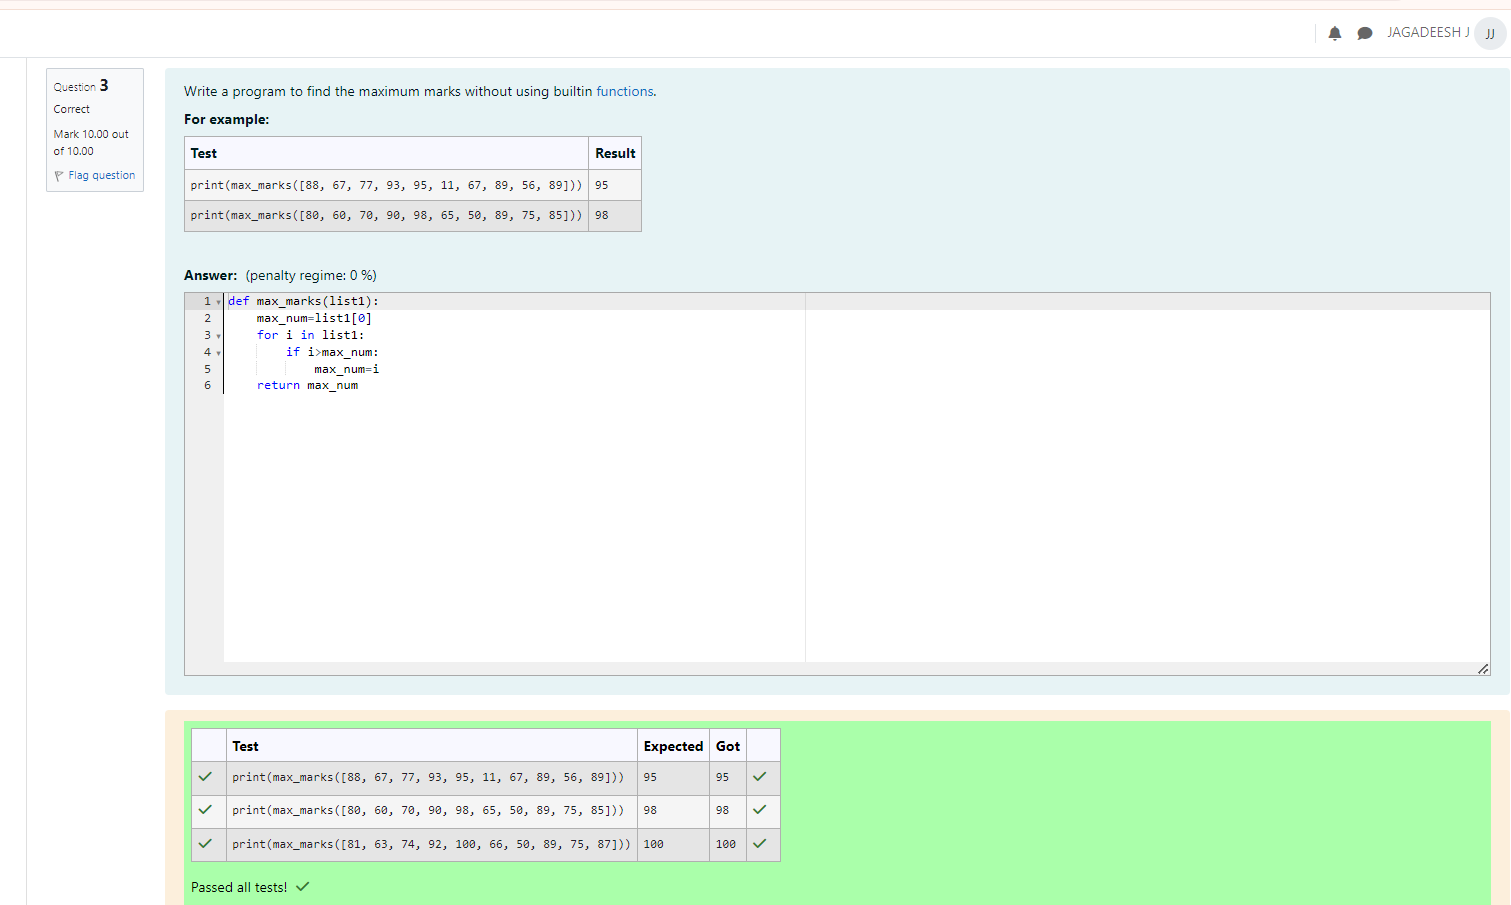 JAGADEESH J
JJ
Question 3
Correct
Mark 10.00 out
of 10.00
Flag question
Write a program to find the maximum marks without using builtin functions.
For example:
Test Result
print(max_marks([88, 67, 77, 93, 95, 11, 67, 89, 56, 89])) 95
print(max_marks([80, 60, 70, 90, 98, 65, 50, 89, 75, 85])) 98
Answer: (penalty regime: 0 %)
1 def max_marks(list1):
2     max_num=list1[0]
3     for i in list1:
4         if i>max_num:
5             max_num=i
6     return max_num
Test Expected Got
print(max_marks([88, 67, 77, 93, 95, 11, 67, 89, 56, 89])) 95 95
print(max_marks([80, 60, 70, 90, 98, 65, 50, 89, 75, 85])) 98 98
print(max_marks([81, 63, 74, 92, 100, 66, 50, 89, 75, 87])) 100 100
Passed all tests!